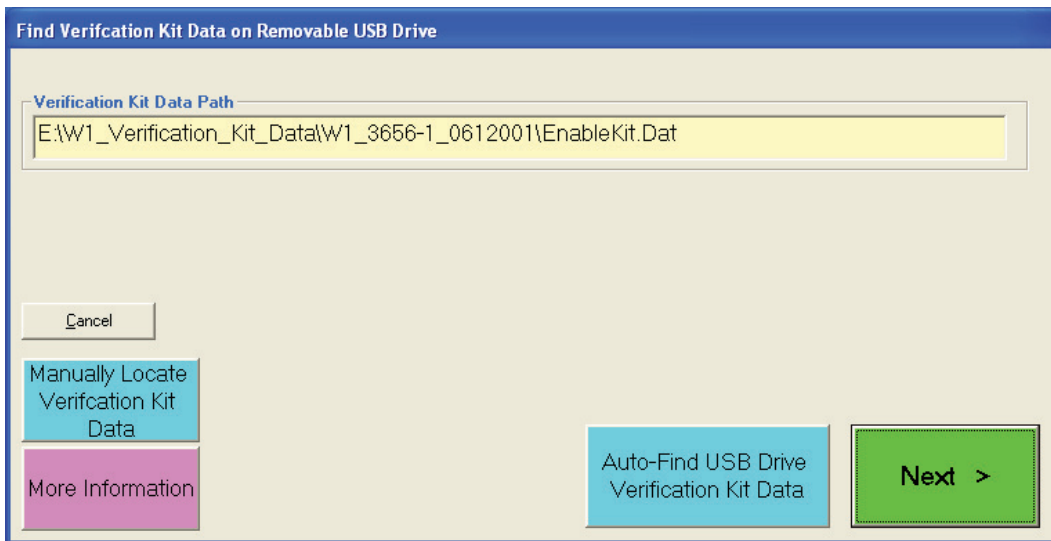 Find Verifcation Kit Data on Removable USB Drive
Verification Kit Data Path
E:\W1_Verification_Kit_Data\W1_3656-1_0612001\EnableKit.Dat
Cancel
Manually Locate
Verifcation Kit
Data
More Information
Auto-Find USB Drive
Verification Kit Data
Next >